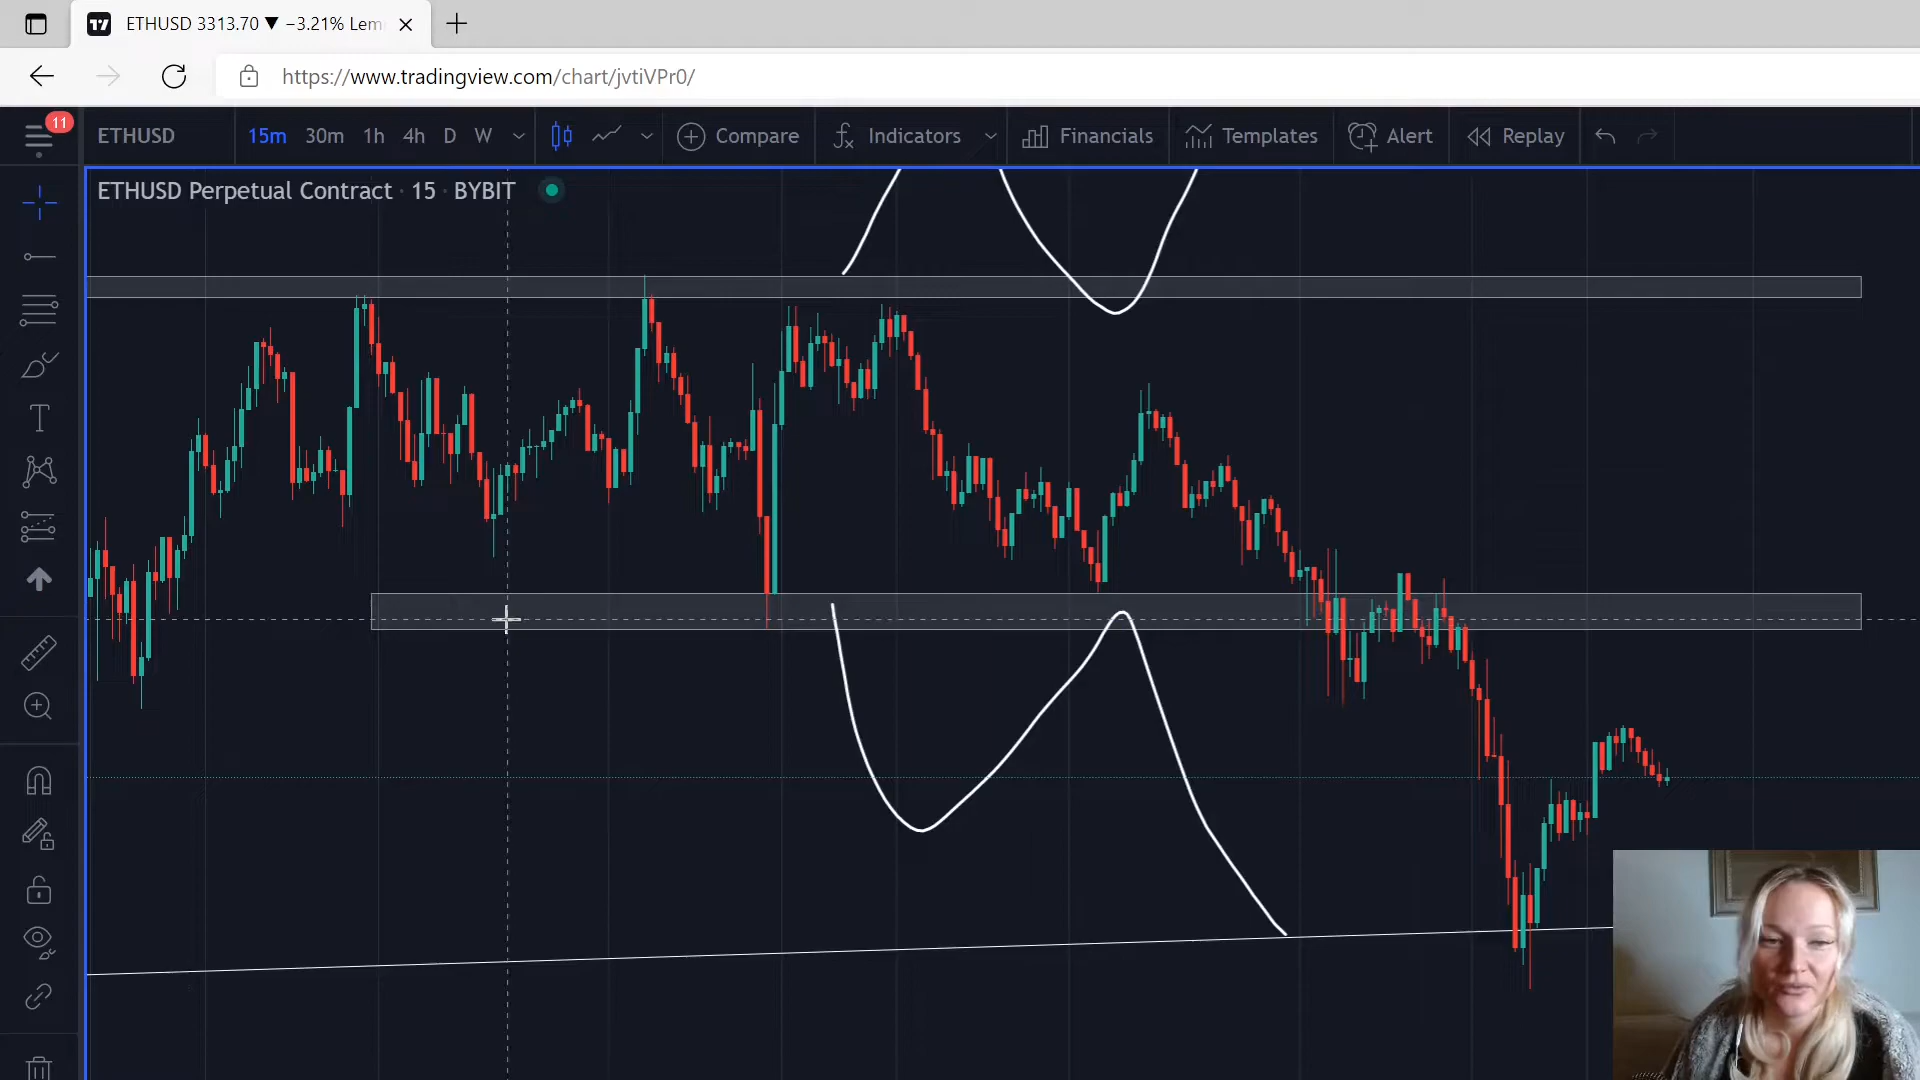 ETHUSD 3313.70 ▼ −3.21% Lem
https://www.tradingview.com/chart/jvtiVPr0/
11
ETHUSD 15m 30m 1h 4h D W Compare Indicators Financials Templates Alert Replay
ETHUSD Perpetual Contract · 15 · BYBIT